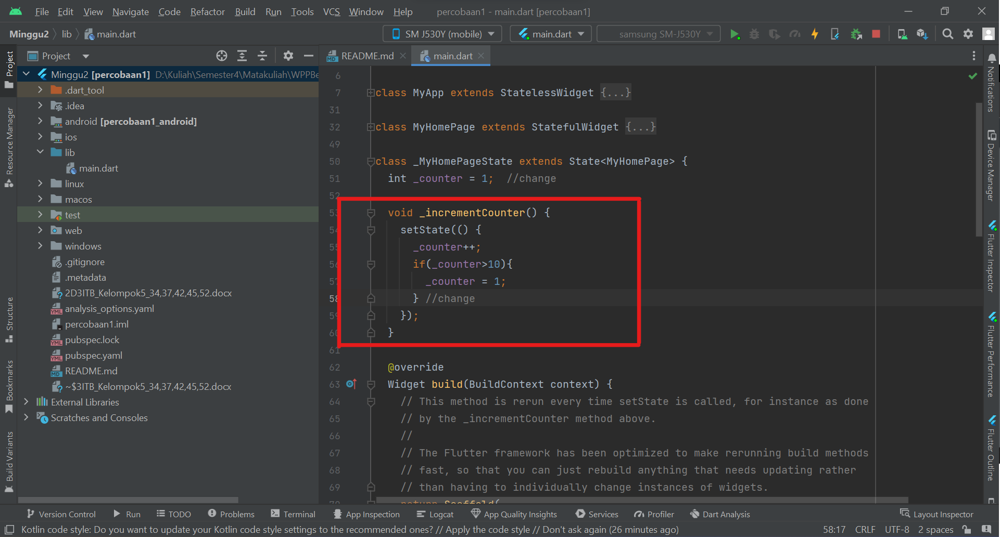 File Edit View Navigate Code Refactor Build Run Tools VCS Window Help percobaan1 - main.dart [percobaan1]
Minggu2 lib main.dart SM J530Y (mobile) main.dart samsung SM-J530Y
Project
README.md main.dart
Minggu2 [percobaan1] D:\Kuliah\Semester4\Matakuliah\WPPBe
.dart_tool
.idea
android [percobaan1_android]
ios
lib
main.dart
linux
macos
test
web
windows
.gitignore
.metadata
2D3ITB_Kelompok5_34,37,42,45,52.docx
analysis_options.yaml
percobaan1.iml
pubspec.lock
pubspec.yaml
README.md
~$3ITB_Kelompok5_34,37,42,45,52.docx
External Libraries
Scratches and Consoles
Project
Resource Manager
Structure
Bookmarks
Build Variants
6
7 class MyApp extends StatelessWidget {...}
31
32 class MyHomePage extends StatefulWidget {...}
49
50 class _MyHomePageState extends State<MyHomePage> {
51 int _counter = 1; //change
52
53 void _incrementCounter() {
54 setState(() {
55 _counter++;
56 if(_counter>10){
57 _counter = 1;
58 } //change
59 });
60 }
61
62 @override
63 Widget build(BuildContext context) {
64 // This method is rerun every time setState is called, for instance as done
65 // by the _incrementCounter method above.
66 //
67 // The Flutter framework has been optimized to make rerunning build methods
68 // fast, so that you can just rebuild anything that needs updating rather
69 // than having to individually change instances of widgets.
70 return Scaffold(
Notifications
Device Manager
Flutter Inspector
Flutter Performance
Flutter Outline
Version Control Run TODO Problems Terminal App Inspection Logcat App Quality Insights Services Profiler Dart Analysis Layout Inspector
Kotlin code style: Do you want to update your Kotlin code style settings to the recommended ones? // Apply the code style // Don't ask again (26 minutes ago) 58:17 CRLF UTF-8 2 spaces